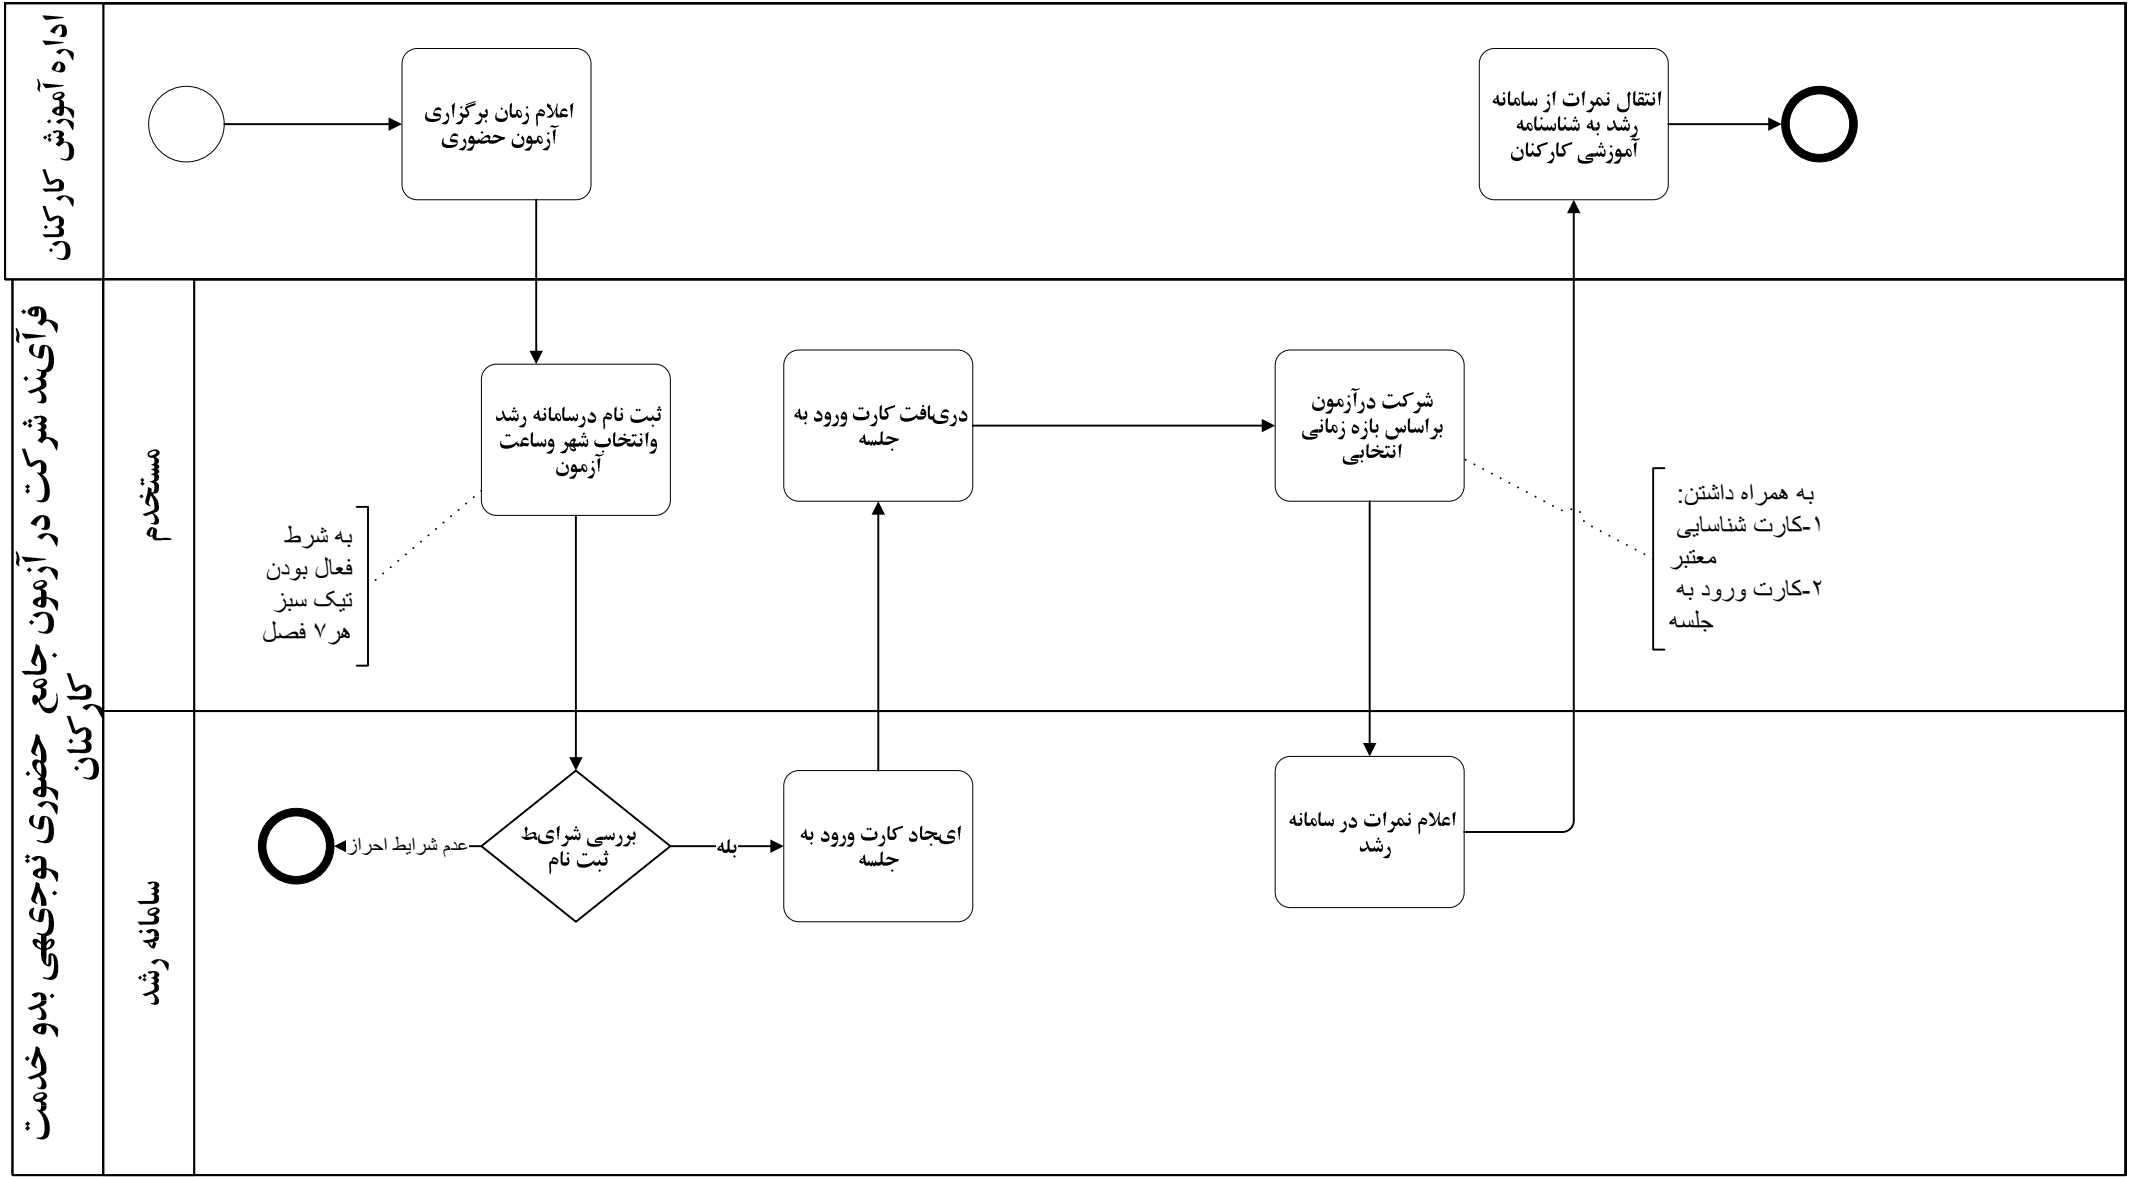 اداره آموزش کارکنان
اعلام زمان برگزاری
آزمون حضوری
انتقال نمرات از سامانه
رشد به شناسنامه
آموزشی کارکنان
فرآیند شرکت در آزمون جامع حضوری توجیهی بدو خدمت
کارکنان
مستخدم
ثبت نام درسامانه رشد
وانتخاب شهر وساعت
آزمون
به شرط
فعال بودن
تیک سبز
هر۷ فصل
دریافت کارت ورود به
جلسه
شرکت درآزمون
براساس بازه زمانی
انتخابی
به همراه داشتن:
۱-کارت شناسایی
معتبر
۲-کارت ورود به
جلسه
سامانه رشد
عدم شرایط احراز
بررسی شرایط
ثبت نام
بله
ایجاد کارت ورود به
جلسه
اعلام نمرات در سامانه
رشد